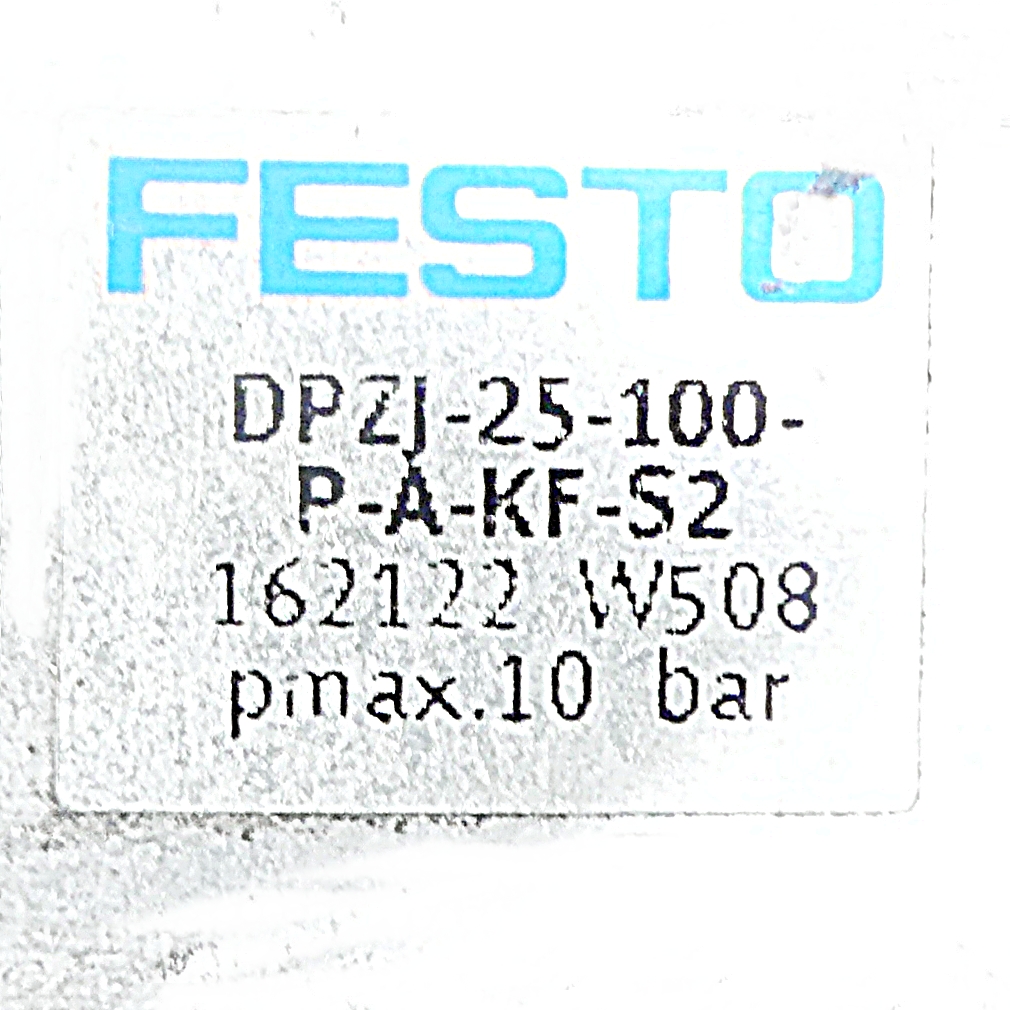 FESTO
DPZJ-25-100-
P-A-KF-S2
162122 W508
pmax.10 bar